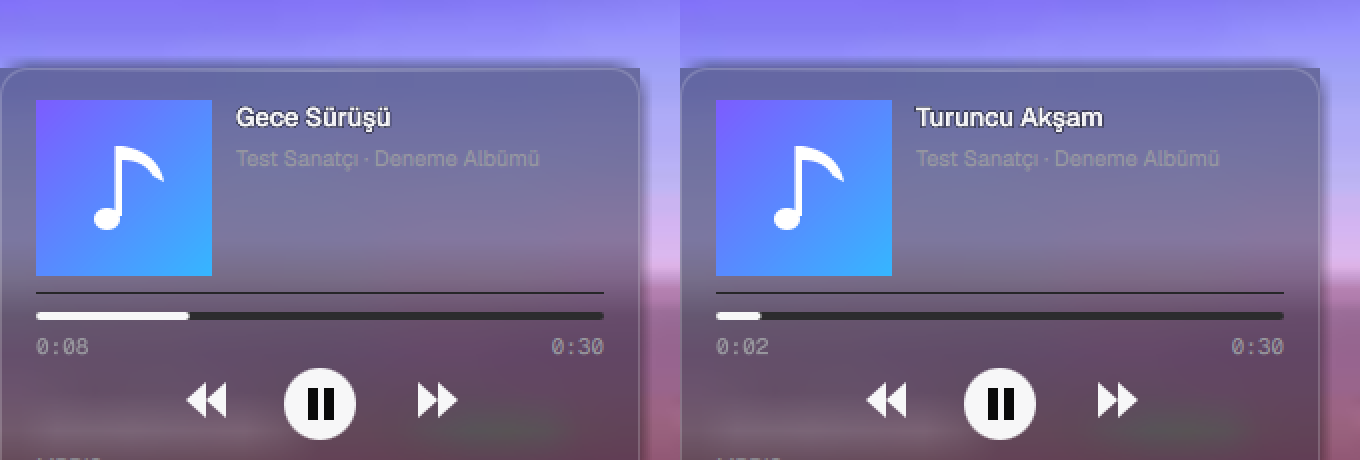 Gece Sürüşü
Test Sanatçı · Deneme Albümü
0:08 0:30
Turuncu Akşam
Test Sanatçı · Deneme Albümü
0:02 0:30